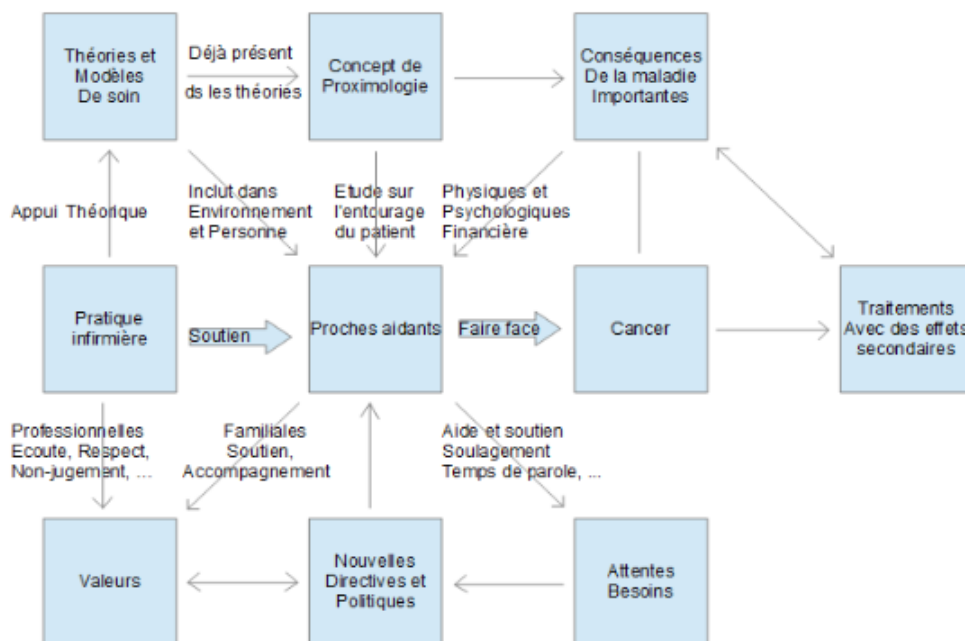 Théories et
Modèles
De soin
Déjà présent
ds les théories
Concept de
Proximologie
Conséquences
De la maladie
Importantes
Appui Théorique
Inclut dans
Environnement
et Personne
Etude sur
l'entourage
du patient
Physiques et
Psychologiques
Financière
Pratique
infirmière
Soutien
Proches aidants
Faire face
Cancer
Traitements
Avec des effets
secondaires
Professionnelles
Ecoute, Respect,
Non-jugement, ...
Familiales
Soutien,
Accompagnement
Aide et soutien
Soulagement
Temps de parole, ...
Valeurs
Nouvelles
Directives et
Politiques
Attentes
Besoins